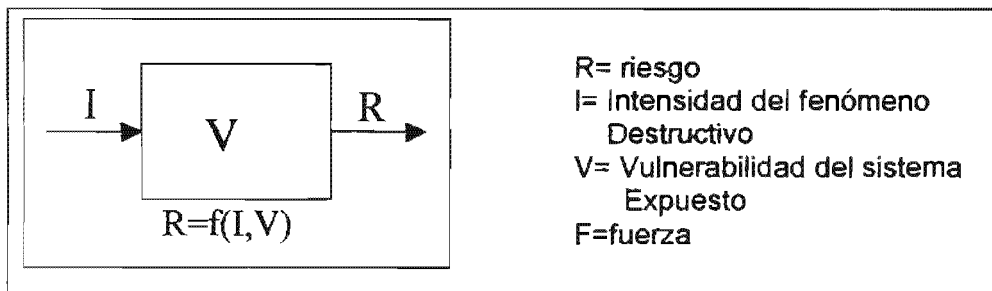 I
V
R
R=f(I,V)
R= riesgo
I= Intensidad del fenómeno
Destructivo
V= Vulnerabilidad del sistema
Expuesto
F=fuerza